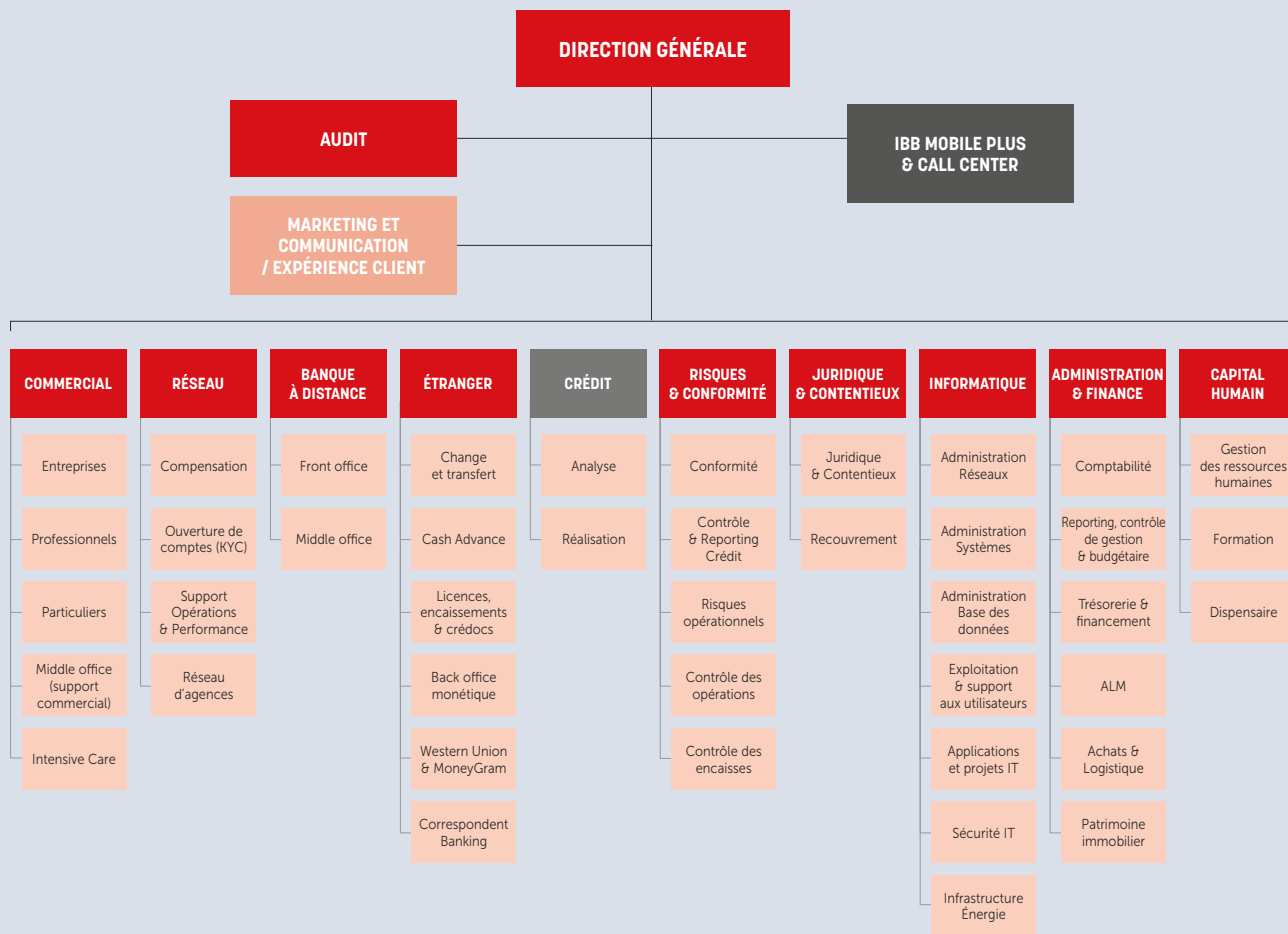 DIRECTION GÉNÉRALE
AUDIT
IBB MOBILE PLUS
& CALL CENTER
MARKETING ET
COMMUNICATION
/ EXPÉRIENCE CLIENT
COMMERCIAL
Entreprises
Professionnels
Particuliers
Middle office
(support
commercial)
Intensive Care
RÉSEAU
Compensation
Ouverture de
comptes (KYC)
Support
Opérations
& Performance
Réseau
d'agences
BANQUE
À DISTANCE
Front office
Middle office
ÉTRANGER
Change
et transfert
Cash Advance
Licences,
encaissements
& crédocs
Back office
monétique
Western Union
& MoneyGram
Correspondent
Banking
CRÉDIT
Analyse
Réalisation
RISQUES
& CONFORMITÉ
Conformité
Contrôle
& Reporting
Crédit
Risques
opérationnels
Contrôle des
opérations
Contrôle des
encaisses
JURIDIQUE
& CONTENTIEUX
Juridique
& Contentieux
Recouvrement
INFORMATIQUE
Administration
Réseaux
Administration
Systèmes
Administration
Base des
données
Exploitation
& support
aux utilisateurs
Applications
et projets IT
Sécurité IT
Infrastructure
Énergie
ADMINISTRATION
& FINANCE
Comptabilité
Reporting, contrôle
de gestion
& budgétaire
Trésorerie &
financement
ALM
Achats &
Logistique
Patrimoine
immobilier
CAPITAL
HUMAIN
Gestion
des ressources
humaines
Formation
Dispensaire